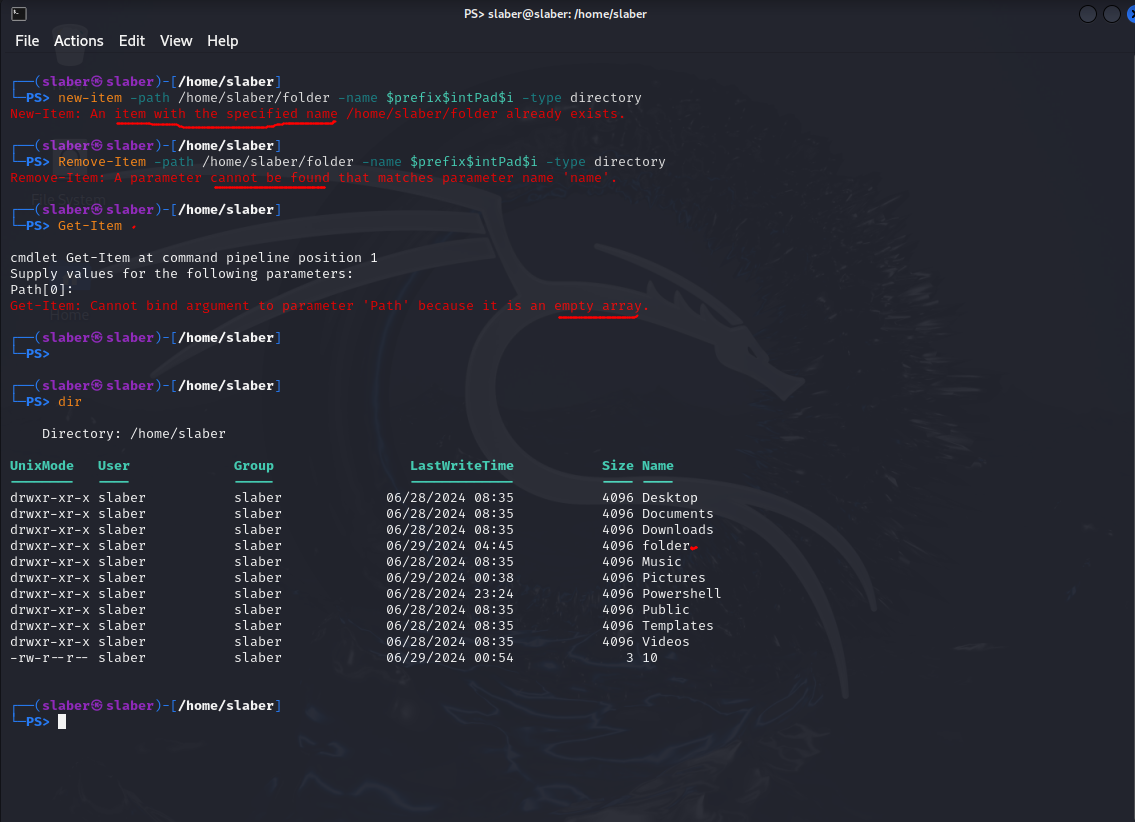 PS> slaber@slaber: /home/slaber
File Actions Edit View Help
┌──(slaber㉿slaber)-[/home/slaber]
└─PS> new-item -path /home/slaber/folder -name $prefix$intPad$i -type directory
New-Item: An item with the specified name /home/slaber/folder already exists.
┌──(slaber㉿slaber)-[/home/slaber]
└─PS> Remove-Item -path /home/slaber/folder -name $prefix$intPad$i -type directory
Remove-Item: A parameter cannot be found that matches parameter name 'name'.
File System
┌──(slaber㉿slaber)-[/home/slaber]
└─PS> Get-Item
cmdlet Get-Item at command pipeline position 1
Supply values for the following parameters:
Path[0]:
Get-Item: Cannot bind argument to parameter 'Path' because it is an empty array.
Home
┌──(slaber㉿slaber)-[/home/slaber]
└─PS>
┌──(slaber㉿slaber)-[/home/slaber]
└─PS> dir
Directory: /home/slaber
UnixMode User Group LastWriteTime Size Name
drwxr-xr-x slaber slaber 06/28/2024 08:35 4096 Desktop
drwxr-xr-x slaber slaber 06/28/2024 08:35 4096 Documents
drwxr-xr-x slaber slaber 06/28/2024 08:35 4096 Downloads
drwxr-xr-x slaber slaber 06/29/2024 04:45 4096 folder
drwxr-xr-x slaber slaber 06/28/2024 08:35 4096 Music
drwxr-xr-x slaber slaber 06/29/2024 00:38 4096 Pictures
drwxr-xr-x slaber slaber 06/28/2024 23:24 4096 Powershell
drwxr-xr-x slaber slaber 06/28/2024 08:35 4096 Public
drwxr-xr-x slaber slaber 06/28/2024 08:35 4096 Templates
drwxr-xr-x slaber slaber 06/28/2024 08:35 4096 Videos
-rw-r--r-- slaber slaber 06/29/2024 00:54 3 10
┌──(slaber㉿slaber)-[/home/slaber]
└─PS>